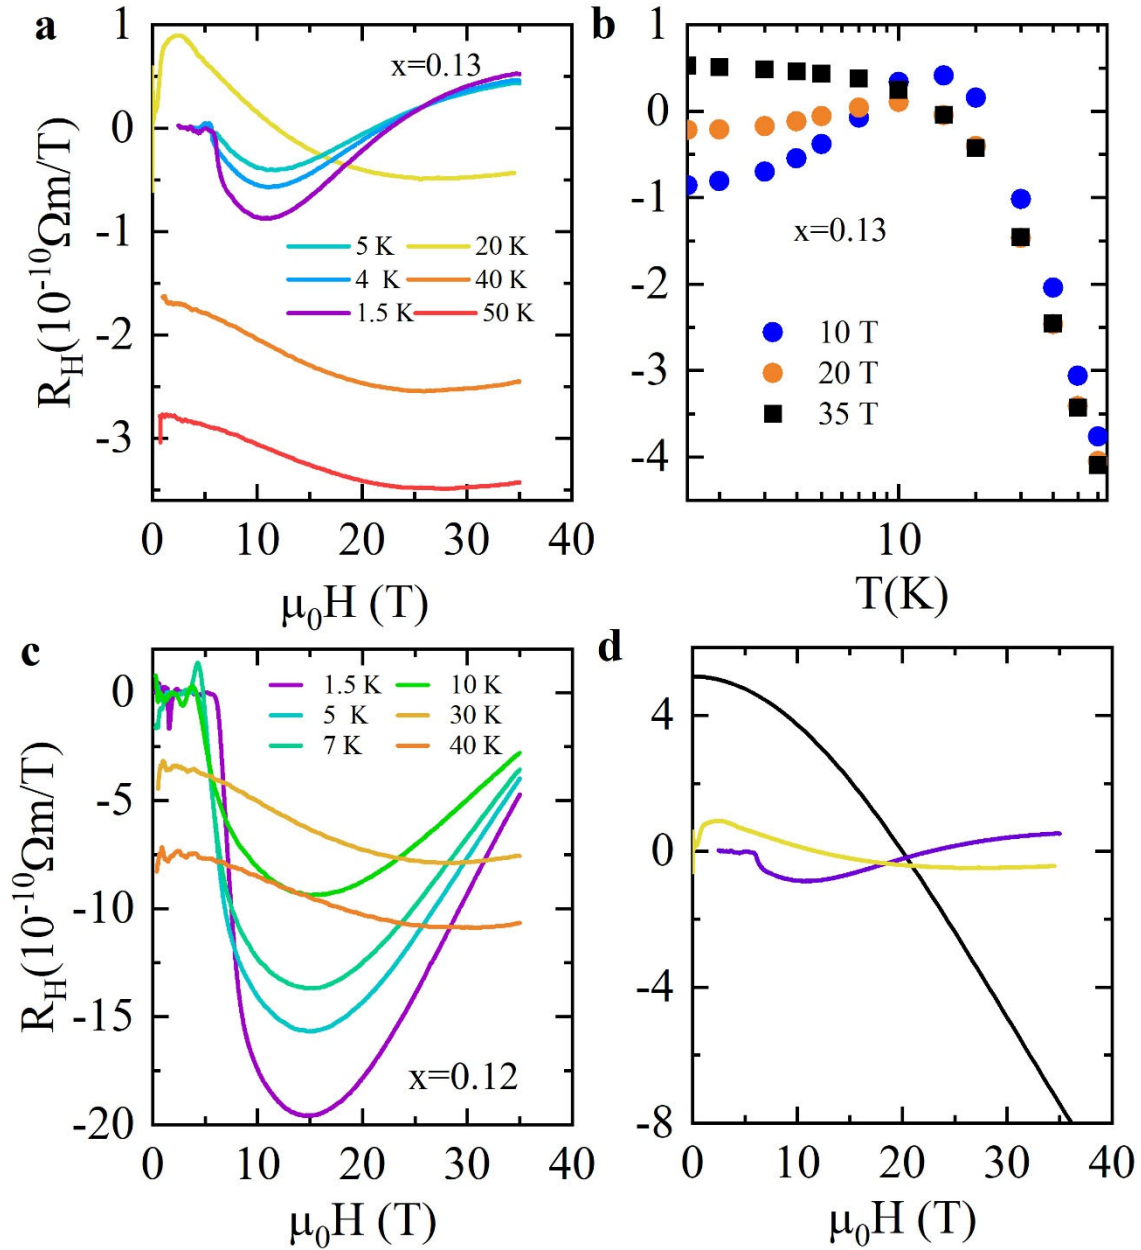 a
1
0
-1
-2
-3
R_H(10^-10Ωm/T)
x=0.13
5 K 20 K
4 K 40 K
1.5 K 50 K
0 10 20 30 40
μ₀H (T)
b
1
0
-1
-2
-3
-4
x=0.13
10 T
20 T
35 T
10
T(K)
c
2
0
-5
-10
-15
-20
R_H(10^-10Ωm/T)
1.5 K 10 K
5 K 30 K
7 K 40 K
x=0.12
0 10 20 30 40
μ₀H (T)
d
4
0
-4
-8
0 10 20 30 40
μ₀H (T)